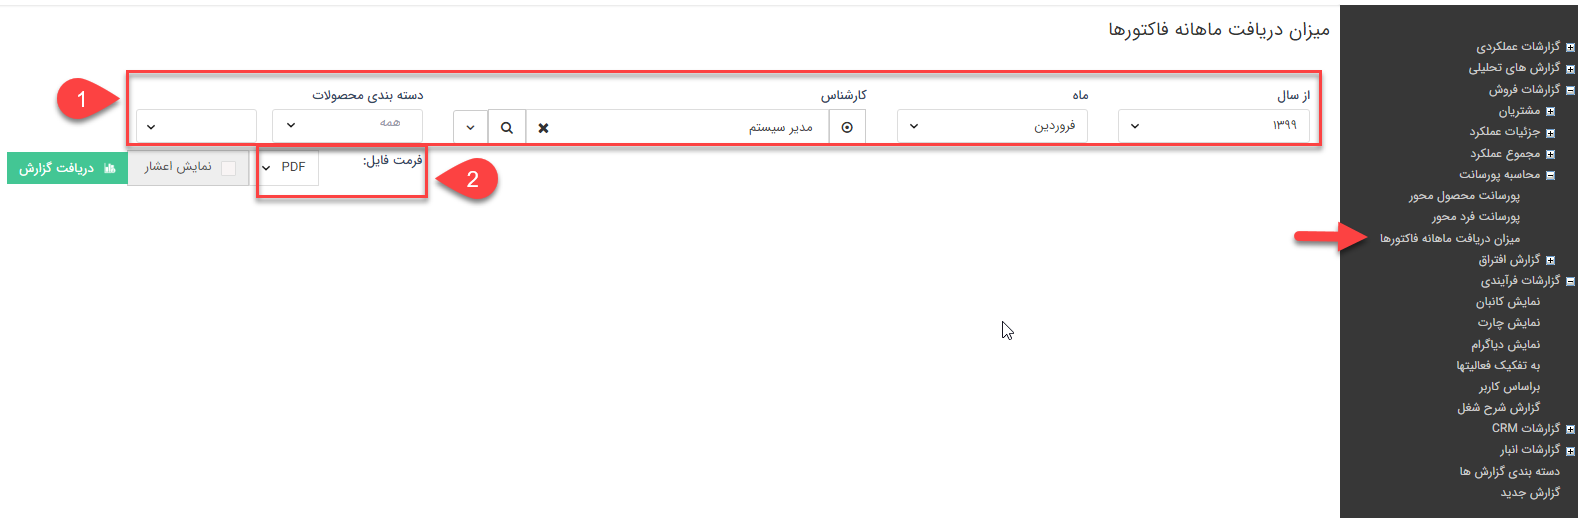 میزان دریافت ماهانه فاکتورها
از سال
ماه
کارشناس
دسته بندی محصولات
۱۳۹۹
فروردین
مدیر سیستم
همه
1
فرمت فایل:
PDF
نمایش اعشار
دریافت گزارش
2
گزارشات عملکردی
گزارش های تحلیلی
گزارشات فروش
مشتریان
جزئیات عملکرد
مجموع عملکرد
محاسبه پورسانت
پورسانت محصول محور
پورسانت فرد محور
میزان دریافت ماهانه فاکتورها
گزارش افتراق
گزارشات فرآیندی
نمایش کانبان
نمایش چارت
نمایش دیاگرام
به تفکیک فعالیتها
براساس کاربر
گزارش شرح شغل
گزارشات CRM
گزارشات انبار
دسته بندی گزارش ها
گزارش جدید